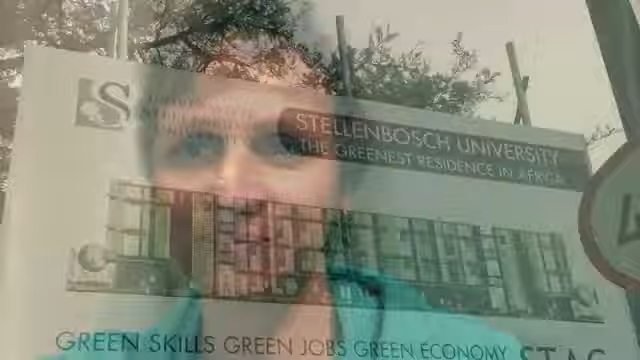 STELLENBOSCH UNIVERSITY
THE GREENEST RESIDENCE IN AFRICA
GREEN SKILLS GREEN JOBS GREEN ECONOMY